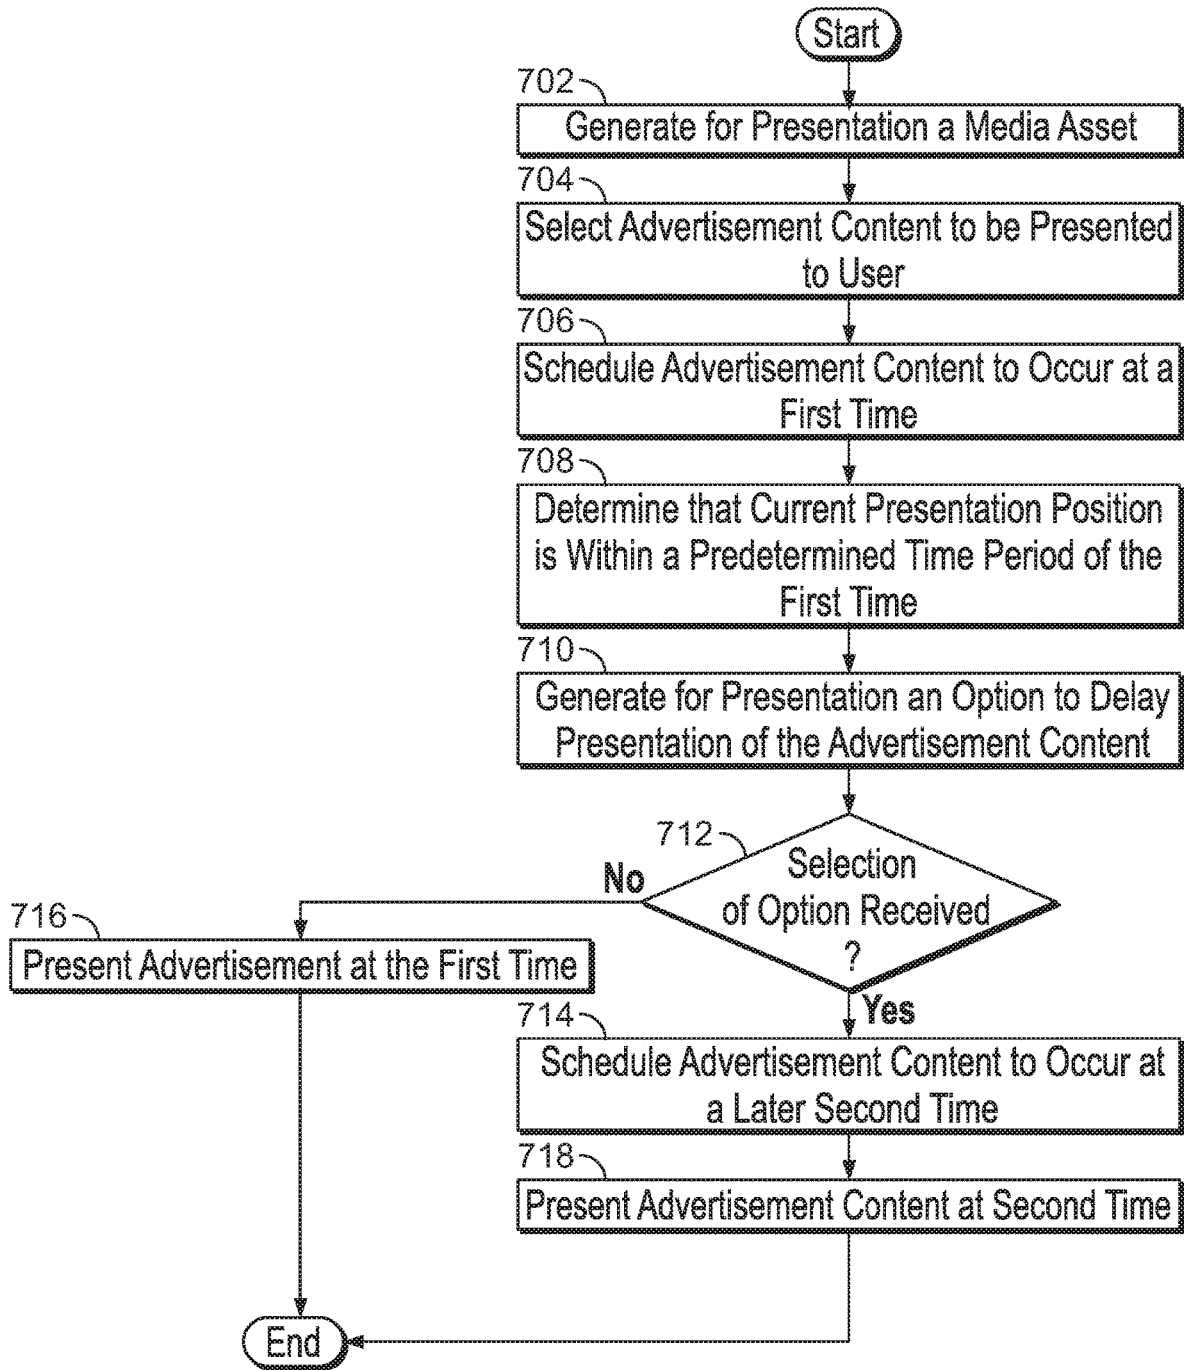 Start
702
Generate for Presentation a Media Asset
704
Select Advertisement Content to be Presented
to User
706
Schedule Advertisement Content to Occur at a
First Time
708
Determine that Current Presentation Position
is Within a Predetermined Time Period of the
First Time
710
Generate for Presentation an Option to Delay
Presentation of the Advertisement Content
712
Selection
of Option Received
?
No
716
Present Advertisement at the First Time
Yes
714
Schedule Advertisement Content to Occur at
a Later Second Time
718
Present Advertisement Content at Second Time
End